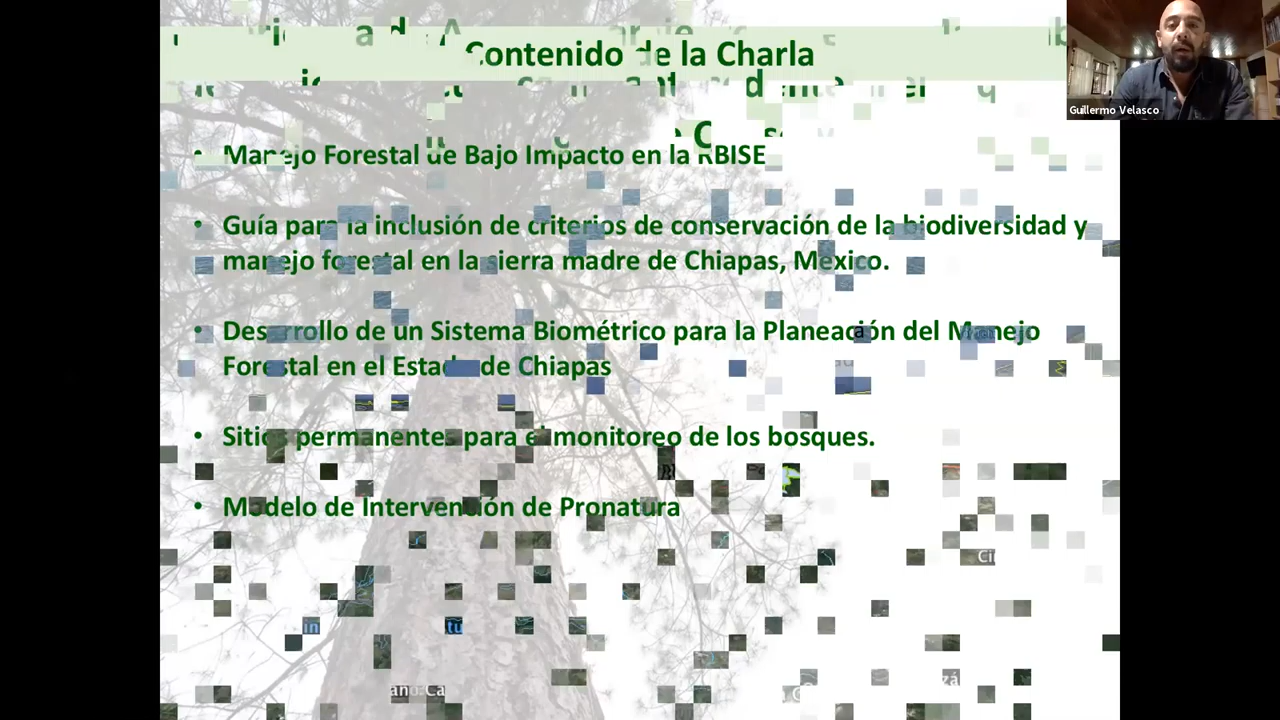 Contenido de la Charla
Guillermo Velasco
• Manejo Forestal de Bajo Impacto en la RBISE
• Guía para la inclusión de criterios de conservación de la biodiversidad y
manejo forestal en la sierra madre de Chiapas, Mexico.
• Desarrollo de un Sistema Biométrico para la Planeación del Manejo
Forestal en el Estado de Chiapas
• Sitios permanentes para el monitoreo de los bosques.
• Modelo de Intervención de Pronatura